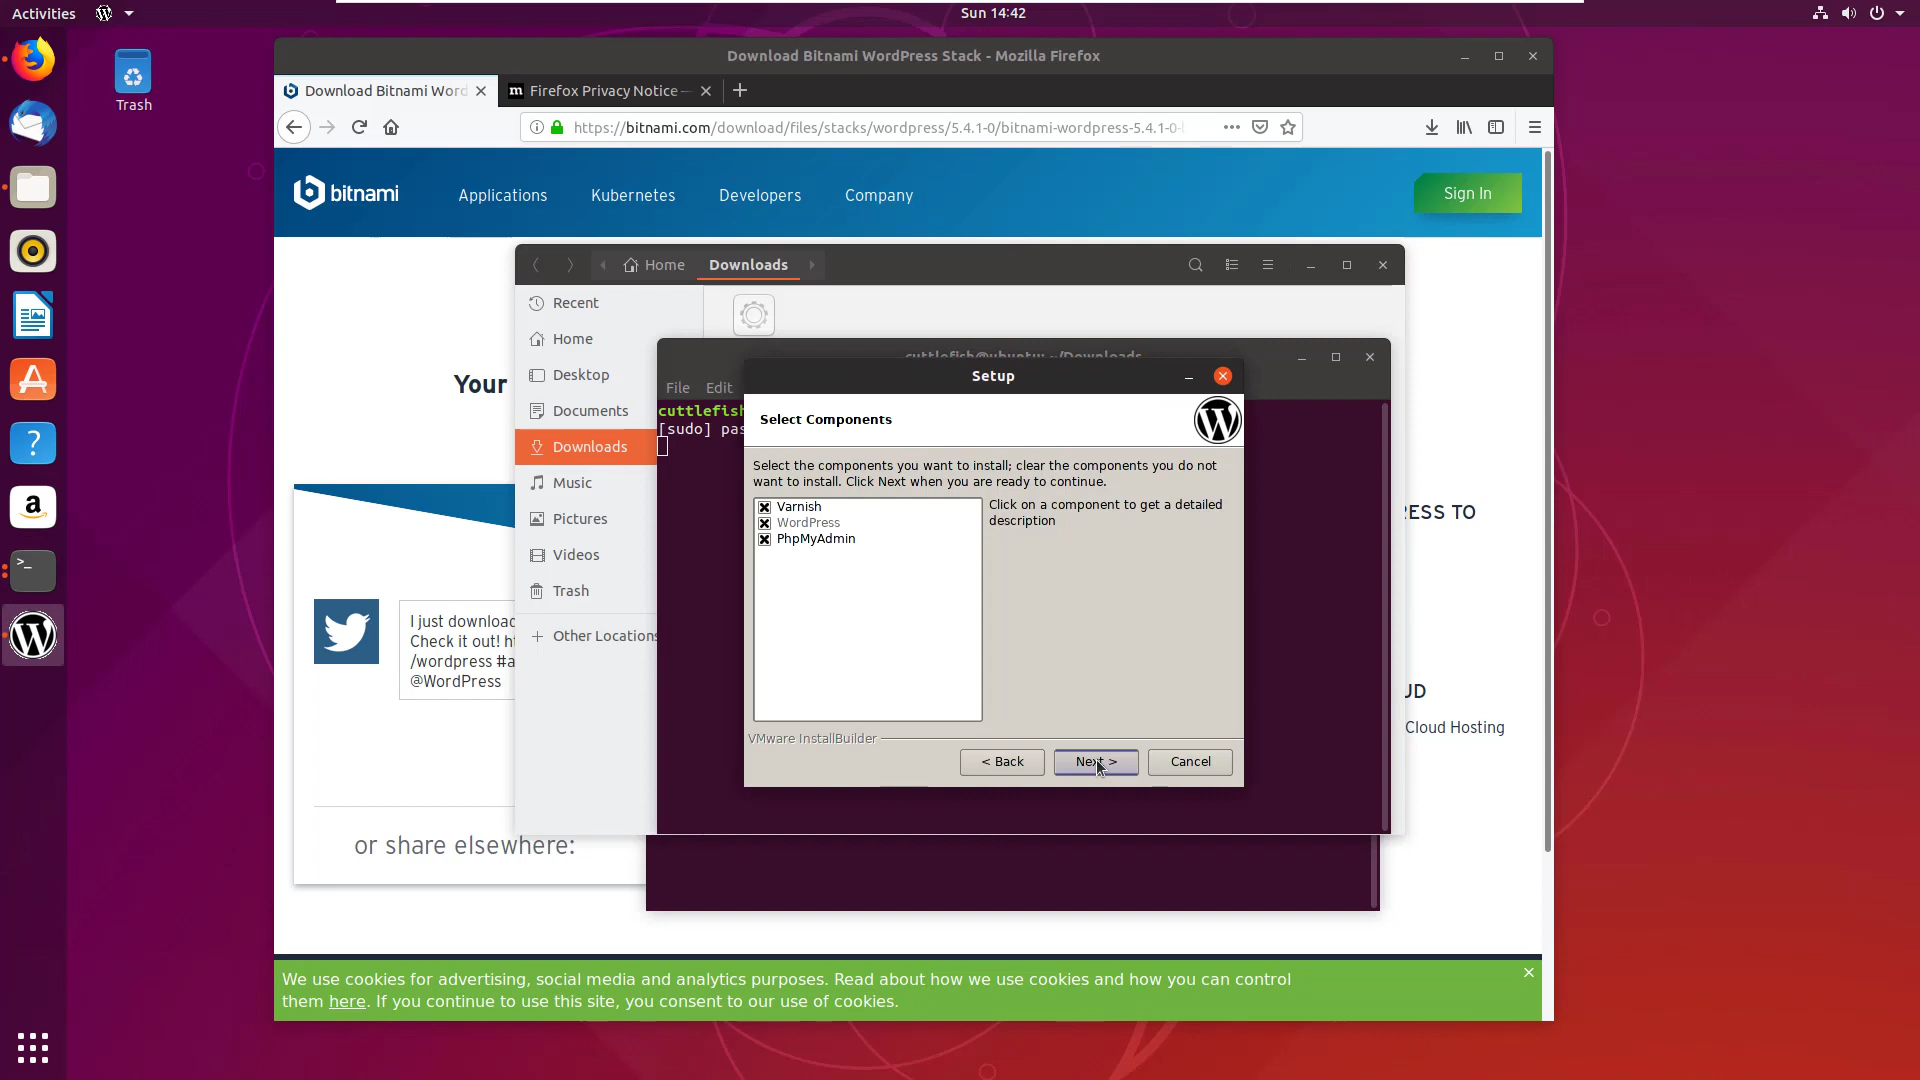 Activities
Sun 14:42
Trash
Download Bitnami WordPress Stack - Mozilla Firefox
Download Bitnami Word
Firefox Privacy Notice —
https://bitnami.com/download/files/stacks/wordpress/5.4.1-0/bitnami-wordpress-5.4.1-0-
bitnami
Applications
Kubernetes
Developers
Company
Sign In
Home
Downloads
Recent
Home
Desktop
Documents
Downloads
Music
Pictures
Videos
Trash
Other Locations
cuttlefish@ubuntu: ~/Downloads
File Edit
cuttlefish
[sudo] pas
Setup
Select Components
Select the components you want to install; clear the components you do not
want to install. Click Next when you are ready to continue.
Varnish
WordPress
PhpMyAdmin
Click on a component to get a detailed
description
VMware InstallBuilder
< Back
Next >
Cancel
Your
RESS TO
I just download
Check it out! ht
/wordpress #a
@WordPress
UD
Cloud Hosting
or share elsewhere:
We use cookies for advertising, social media and analytics purposes. Read about how we use cookies and how you can control
them here. If you continue to use this site, you consent to our use of cookies.